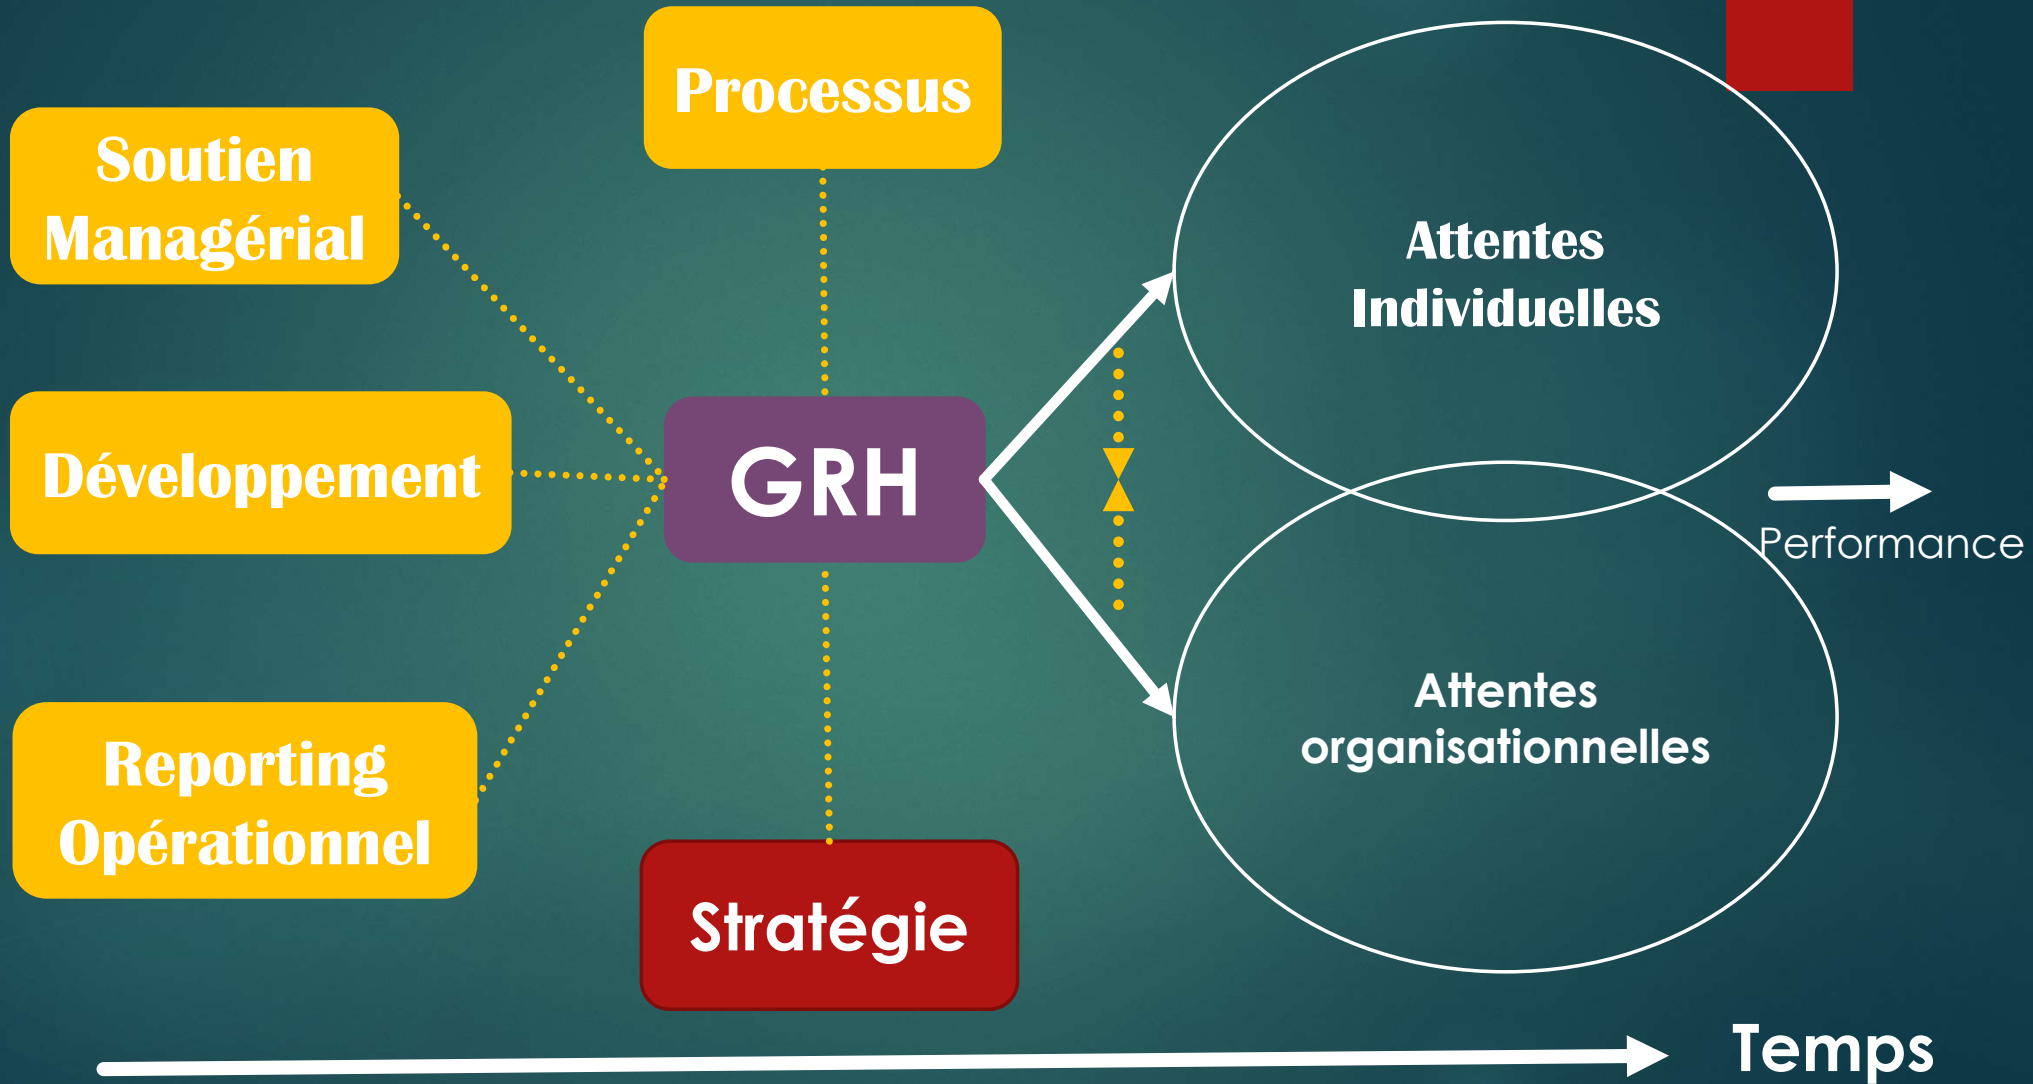 Processus
Soutien
Managérial
Attentes
Individuelles
Développement
GRH
Performance
Attentes
organisationnelles
Reporting
Opérationnel
Stratégie
Temps